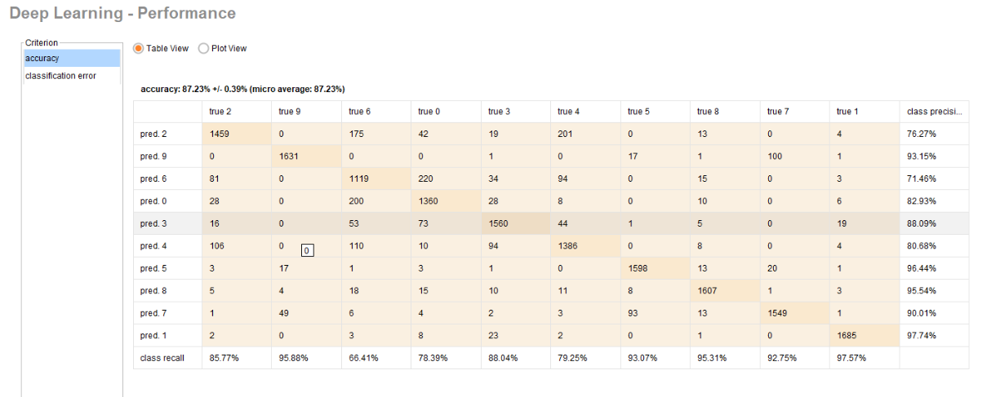 Deep Learning - Performance
Criterion
accuracy
classification error
Table View Plot View
accuracy: 87.23% +/- 0.39% (micro average: 87.23%)
true 2 true 9 true 6 true 0 true 3 true 4 true 5 true 8 true 7 true 1 class precisi...
pred. 2 1459 0 175 42 19 201 0 13 0 4 76.27%
pred. 9 0 1631 0 0 1 0 17 1 100 1 93.15%
pred. 6 81 0 1119 220 34 94 0 15 0 3 71.46%
pred. 0 28 0 200 1360 28 8 0 10 0 6 82.93%
pred. 3 16 0 53 73 1560 44 1 5 0 19 88.09%
pred. 4 106 0 110 10 94 1386 0 8 0 4 80.68%
0
pred. 5 3 17 1 3 1 0 1598 13 20 1 96.44%
pred. 8 5 4 18 15 10 11 8 1607 1 3 95.54%
pred. 7 1 49 6 4 2 3 93 13 1549 1 90.01%
pred. 1 2 0 3 8 23 2 0 1 0 1685 97.74%
class recall 85.77% 95.88% 66.41% 78.39% 88.04% 79.25% 93.07% 95.31% 92.75% 97.57%